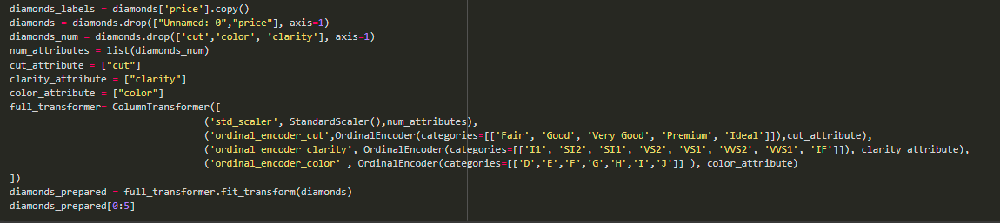 diamonds_labels = diamonds['price'].copy()
diamonds = diamonds.drop(["Unnamed: 0","price"], axis=1)
diamonds_num = diamonds.drop(['cut','color', 'clarity'], axis=1)
num_attributes = list(diamonds_num)
cut_attribute = ["cut"]
clarity_attribute = ["clarity"]
color_attribute = ["color"]
full_transformer= ColumnTransformer([
('std_scaler', StandardScaler(),num_attributes),
('ordinal_encoder_cut',OrdinalEncoder(categories=[['Fair', 'Good', 'Very Good', 'Premium', 'Ideal']]),cut_attribute),
('ordinal_encoder_clarity', OrdinalEncoder(categories=[['I1', 'SI2', 'SI1', 'VS2', 'VS1', 'VVS2', 'VVS1', 'IF']]), clarity_attribute),
('ordinal_encoder_color' , OrdinalEncoder(categories=[['D','E','F','G','H','I','J']] ), color_attribute)
])
diamonds_prepared = full_transformer.fit_transform(diamonds)
diamonds_prepared[0:5]